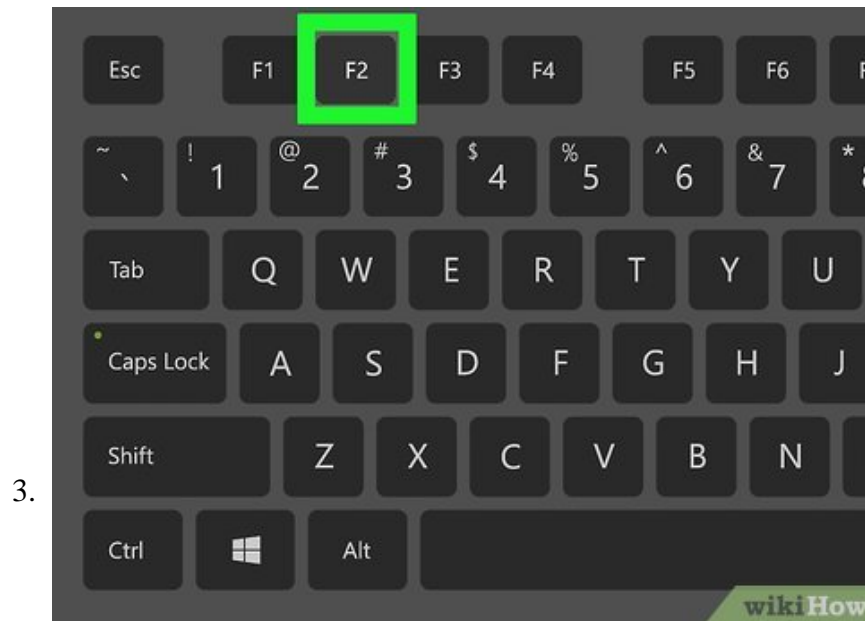 Esc F1 F2 F3 F4 F5 F6 F
~ ` ! 1 @ 2 # 3 $ 4 % 5 ^ 6 & 7 *
Tab Q W E R T Y U
Caps Lock A S D F G H J
Shift Z X C V B N
3.
Ctrl Alt
wikiHow